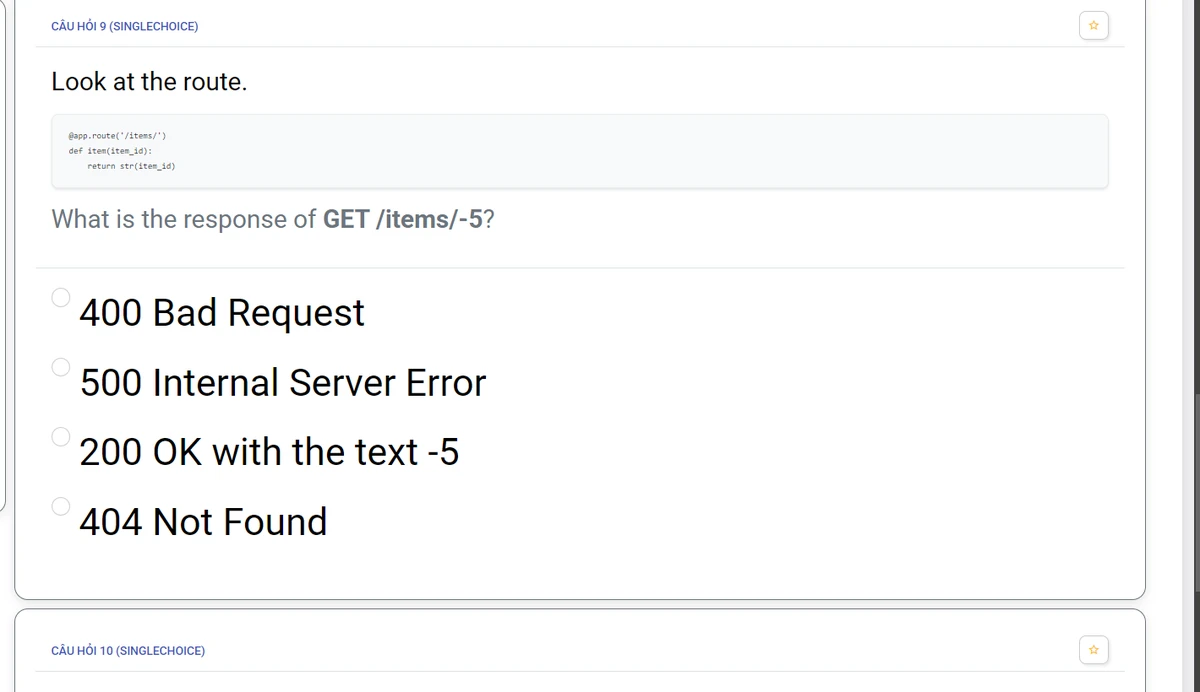 CÂU HỎI 9 (SINGLECHOICE)
Look at the route.
@app.route('/items/')
def item(item_id):
    return str(item_id)
What is the response of GET /items/-5?
400 Bad Request
500 Internal Server Error
200 OK with the text -5
404 Not Found
CÂU HỎI 10 (SINGLECHOICE)